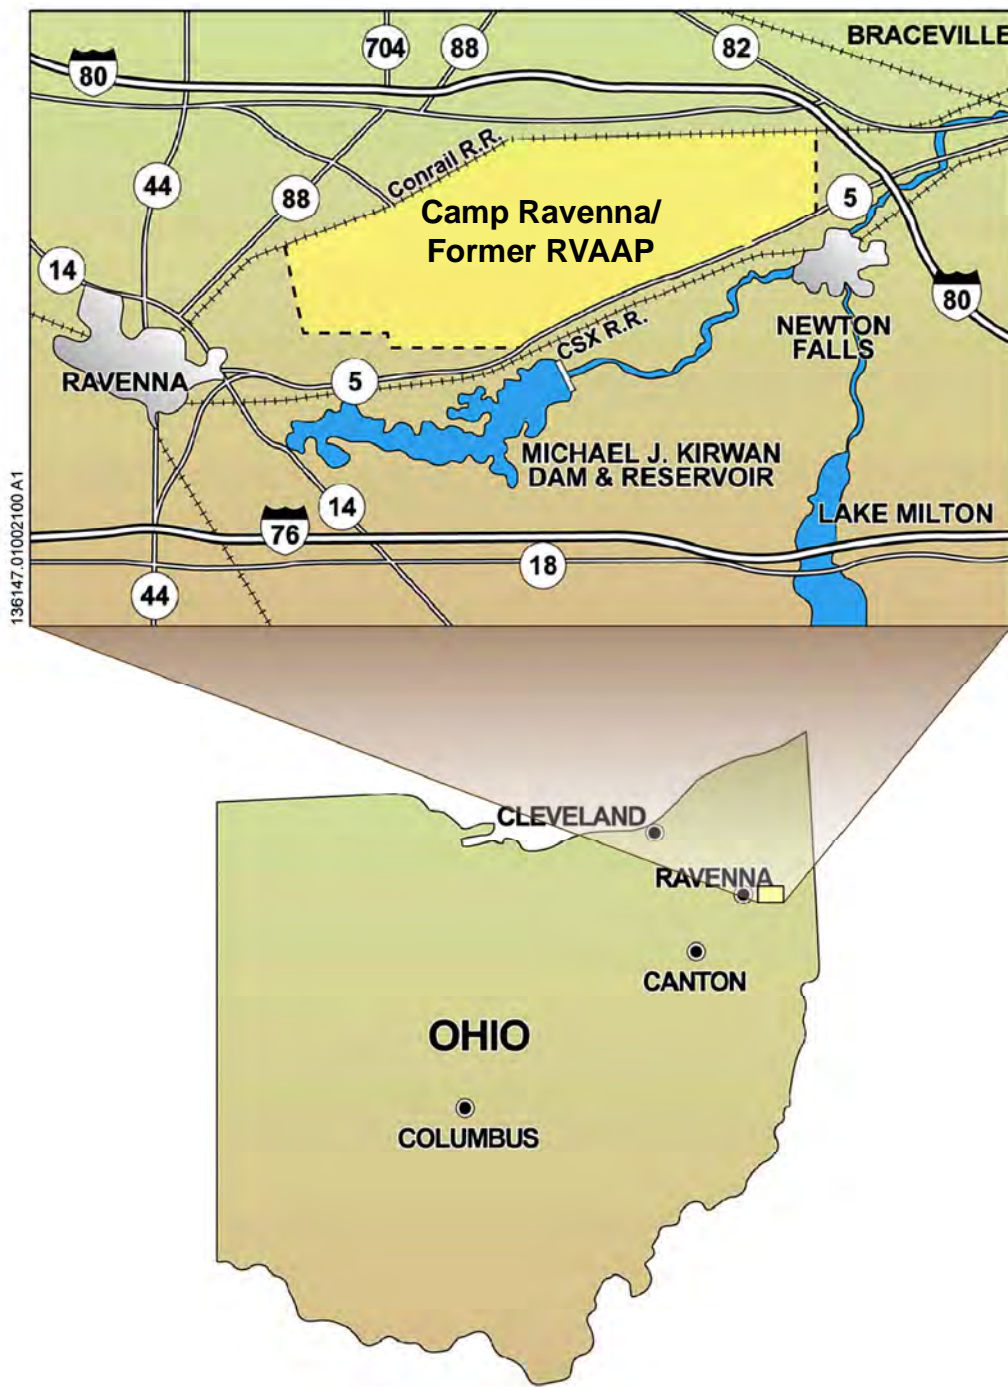 704
88
82
BRACEVILLE
80
44
88
Conrail R.R.
Camp Ravenna/
Former RVAAP
5
14
80
NEWTON
FALLS
CSX R.R.
RAVENNA
5
MICHAEL J. KIRWAN
DAM & RESERVOIR
14
LAKE MILTON
76
18
44
136147.01002100 A1
CLEVELAND
RAVENNA
CANTON
OHIO
COLUMBUS